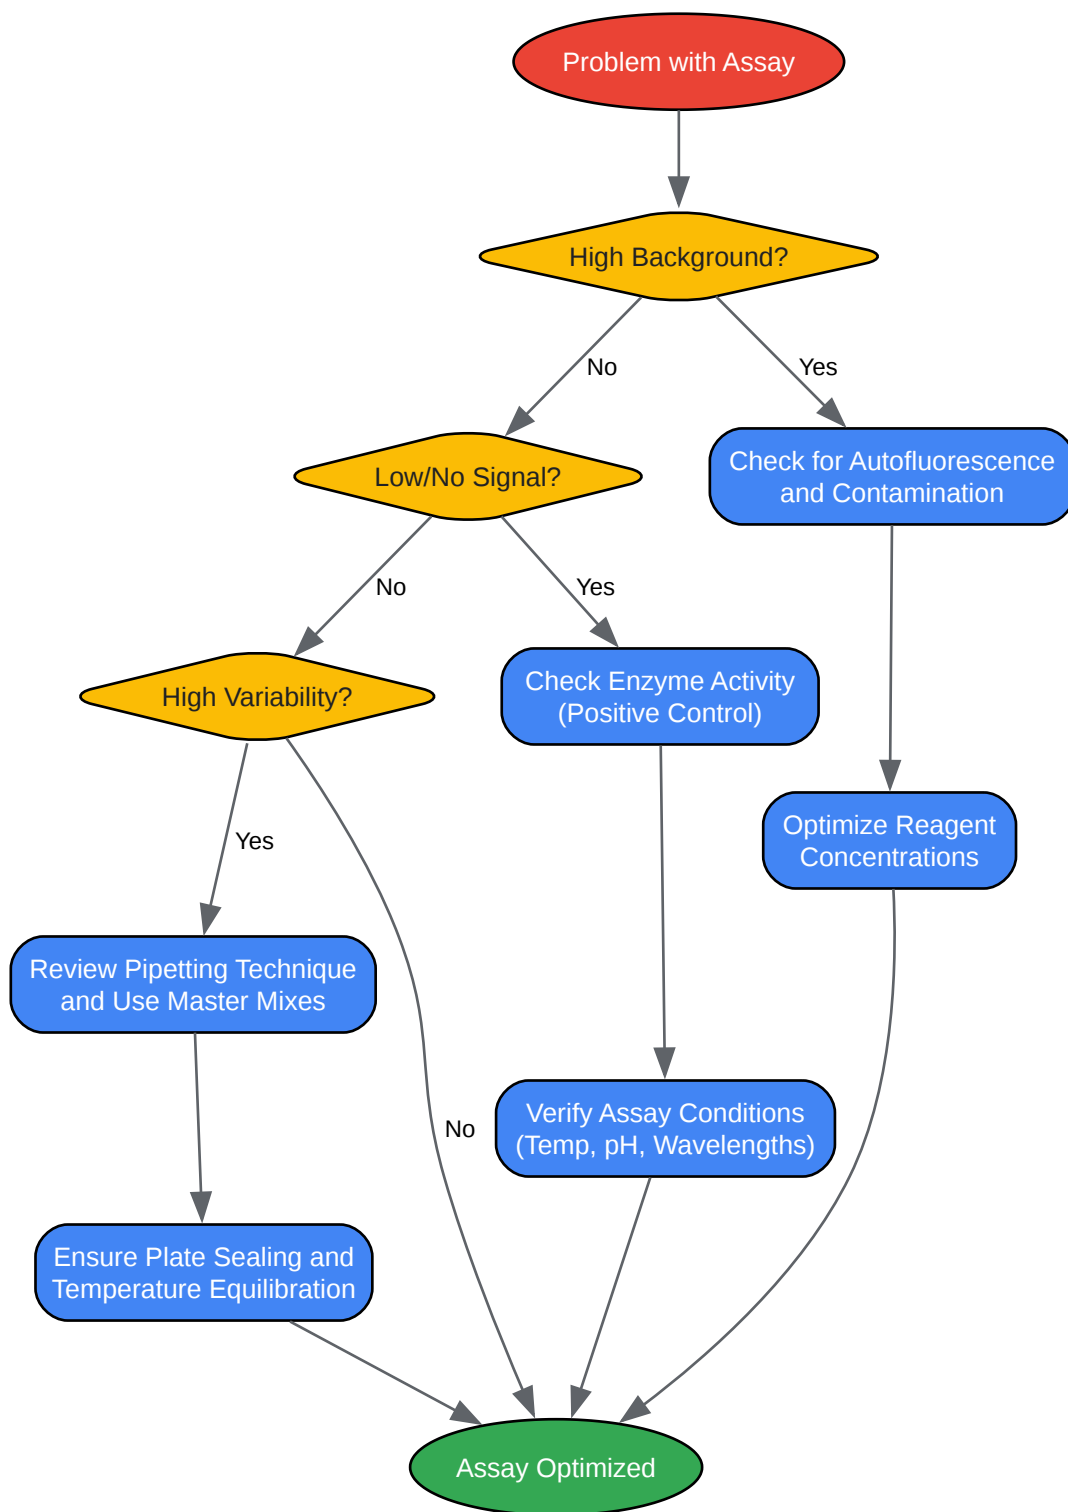 Problem with Assay
High Background?
No
Yes
Low/No Signal?
Check for Autofluorescence
and Contamination
No
Yes
High Variability?
Check Enzyme Activity
(Positive Control)
Yes
Optimize Reagent
Concentrations
Review Pipetting Technique
and Use Master Mixes
No
Verify Assay Conditions
(Temp, pH, Wavelengths)
Ensure Plate Sealing and
Temperature Equilibration
Assay Optimized